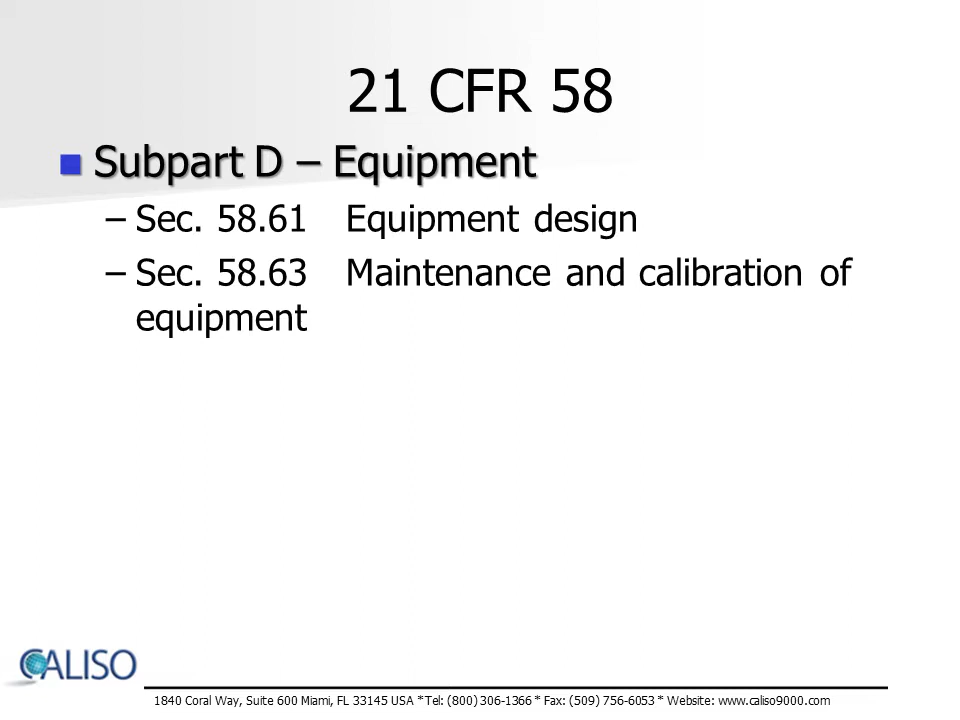 21 CFR 58
Subpart D – Equipment
–Sec. 58.61 Equipment design
–Sec. 58.63 Maintenance and calibration of
equipment
CALISO
1840 Coral Way, Suite 600 Miami, FL 33145 USA *Tel: (800) 306-1366 * Fax: (509) 756-6053 * Website: www.caliso9000.com